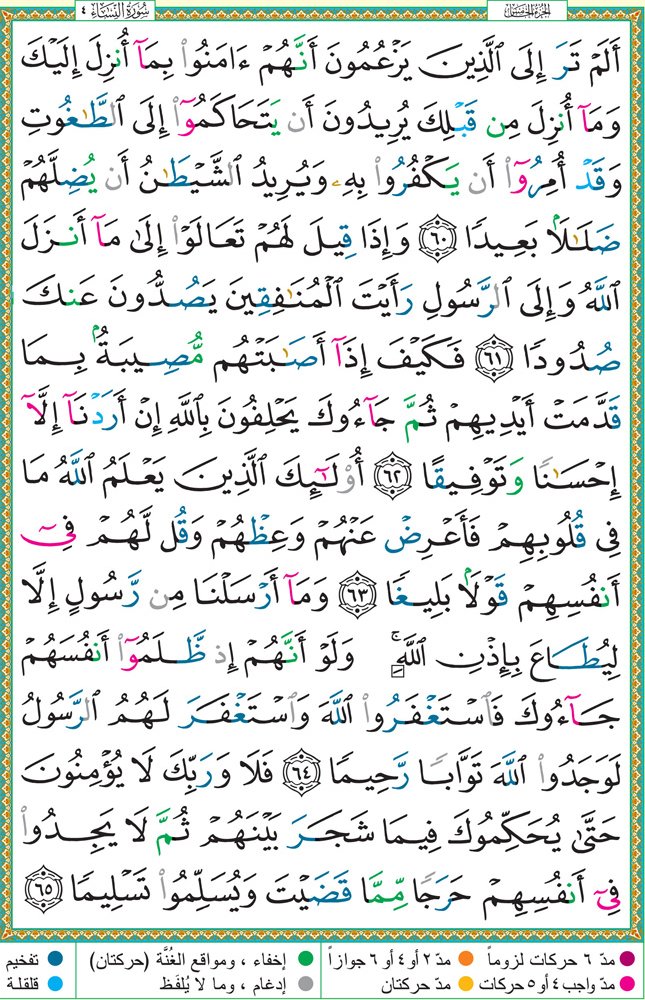 الجزء الخامس
سورة النساء ٤
أَلَمْ تَرَ إِلَى ٱلَّذِينَ يَزْعُمُونَ أَنَّهُمْ ءَامَنُوا۟ بِمَآ أُنزِلَ إِلَيْكَ
وَمَآ أُنزِلَ مِن قَبْلِكَ يُرِيدُونَ أَن يَتَحَاكَمُوٓا۟ إِلَى ٱلطَّٰغُوتِ
وَقَدْ أُمِرُوٓا۟ أَن يَكْفُرُوا۟ بِهِۦ وَيُرِيدُ ٱلشَّيْطَٰنُ أَن يُضِلَّهُمْ
ضَلَٰلًۢا بَعِيدًا ٦٠ وَإِذَا قِيلَ لَهُمْ تَعَالَوْا۟ إِلَىٰ مَآ أَنزَلَ
ٱللَّهُ وَإِلَى ٱلرَّسُولِ رَأَيْتَ ٱلْمُنَٰفِقِينَ يَصُدُّونَ عَنكَ
صُدُودًا ٦١ فَكَيْفَ إِذَآ أَصَٰبَتْهُم مُّصِيبَةٌۢ بِمَا
قَدَّمَتْ أَيْدِيهِمْ ثُمَّ جَآءُوكَ يَحْلِفُونَ بِٱللَّهِ إِنْ أَرَدْنَآ إِلَّآ
إِحْسَٰنًا وَتَوْفِيقًا ٦٢ أُو۟لَٰٓئِكَ ٱلَّذِينَ يَعْلَمُ ٱللَّهُ مَا
فِى قُلُوبِهِمْ فَأَعْرِضْ عَنْهُمْ وَعِظْهُمْ وَقُل لَّهُمْ فِىٓ
أَنفُسِهِمْ قَوْلًۢا بَلِيغًا ٦٣ وَمَآ أَرْسَلْنَا مِن رَّسُولٍ إِلَّا
لِيُطَاعَ بِإِذْنِ ٱللَّهِ ۚ وَلَوْ أَنَّهُمْ إِذ ظَّلَمُوٓا۟ أَنفُسَهُمْ
جَآءُوكَ فَٱسْتَغْفَرُوا۟ ٱللَّهَ وَٱسْتَغْفَرَ لَهُمُ ٱلرَّسُولُ
لَوَجَدُوا۟ ٱللَّهَ تَوَّابًا رَّحِيمًا ٦٤ فَلَا وَرَبِّكَ لَا يُؤْمِنُونَ
حَتَّىٰ يُحَكِّمُوكَ فِيمَا شَجَرَ بَيْنَهُمْ ثُمَّ لَا يَجِدُوا۟
فِىٓ أَنفُسِهِمْ حَرَجًا مِّمَّا قَضَيْتَ وَيُسَلِّمُوا۟ تَسْلِيمًا ٦٥
مدّ ٦ حركات لزوماً مدّ ٢ أو ٤ أو ٦ جوازاً إخفاء ، ومواقع الغُنَّة (حركتان) تفخيم
مدّ واجب ٤ أو ٥ حركات مدّ حركتان إدغام ، وما لا يُلفَظ قلقلة